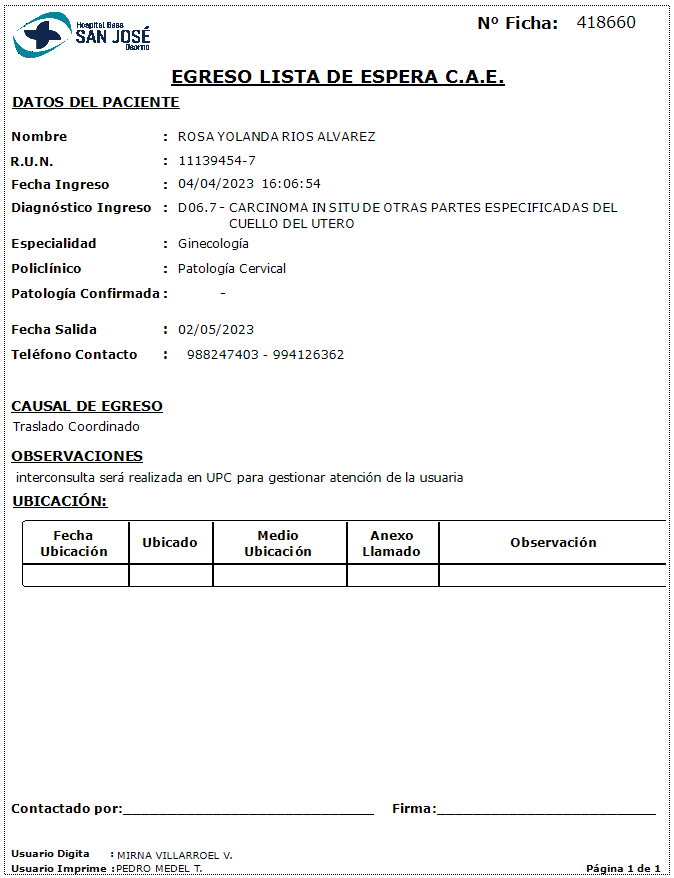 Hospital Base
SAN JOSÉ
Osorno
Nº Ficha: 418660
EGRESO LISTA DE ESPERA C.A.E.
DATOS DEL PACIENTE
Nombre : ROSA YOLANDA RIOS ALVAREZ
R.U.N. : 11139454-7
Fecha Ingreso : 04/04/2023 16:06:54
Diagnóstico Ingreso : D06.7 - CARCINOMA IN SITU DE OTRAS PARTES ESPECIFICADAS DEL
CUELLO DEL UTERO
Especialidad : Ginecología
Policlínico : Patología Cervical
Patología Confirmada : -
Fecha Salida : 02/05/2023
Teléfono Contacto : 988247403 - 994126362
CAUSAL DE EGRESO
Traslado Coordinado
OBSERVACIONES
interconsulta será realizada en UPC para gestionar atención de la usuaria
UBICACIÓN:
Fecha Ubicación Ubicado Medio Ubicación Anexo Llamado Observación
Contactado por:______________________________ Firma:__________________________
Usuario Digita : MIRNA VILLARROEL V.
Usuario Imprime :PEDRO MEDEL T. Página 1 de 1